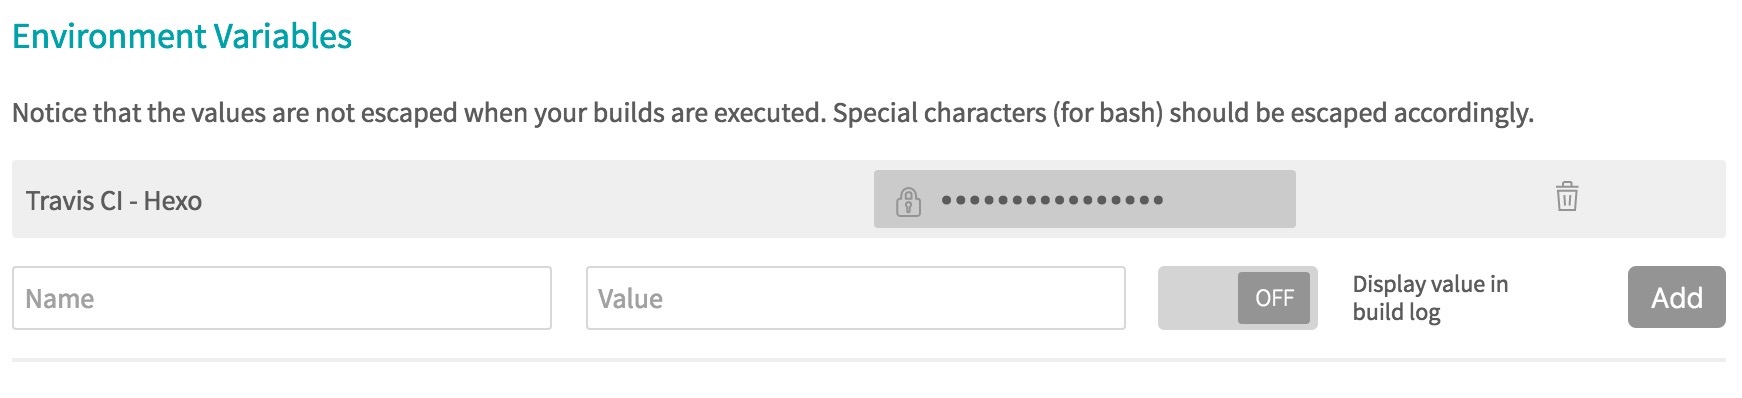 Environment Variables
Notice that the values are not escaped when your builds are executed. Special characters (for bash) should be escaped accordingly.
Travis CI - Hexo ••••••••••••••••
Name Value OFF Display value in
build log Add